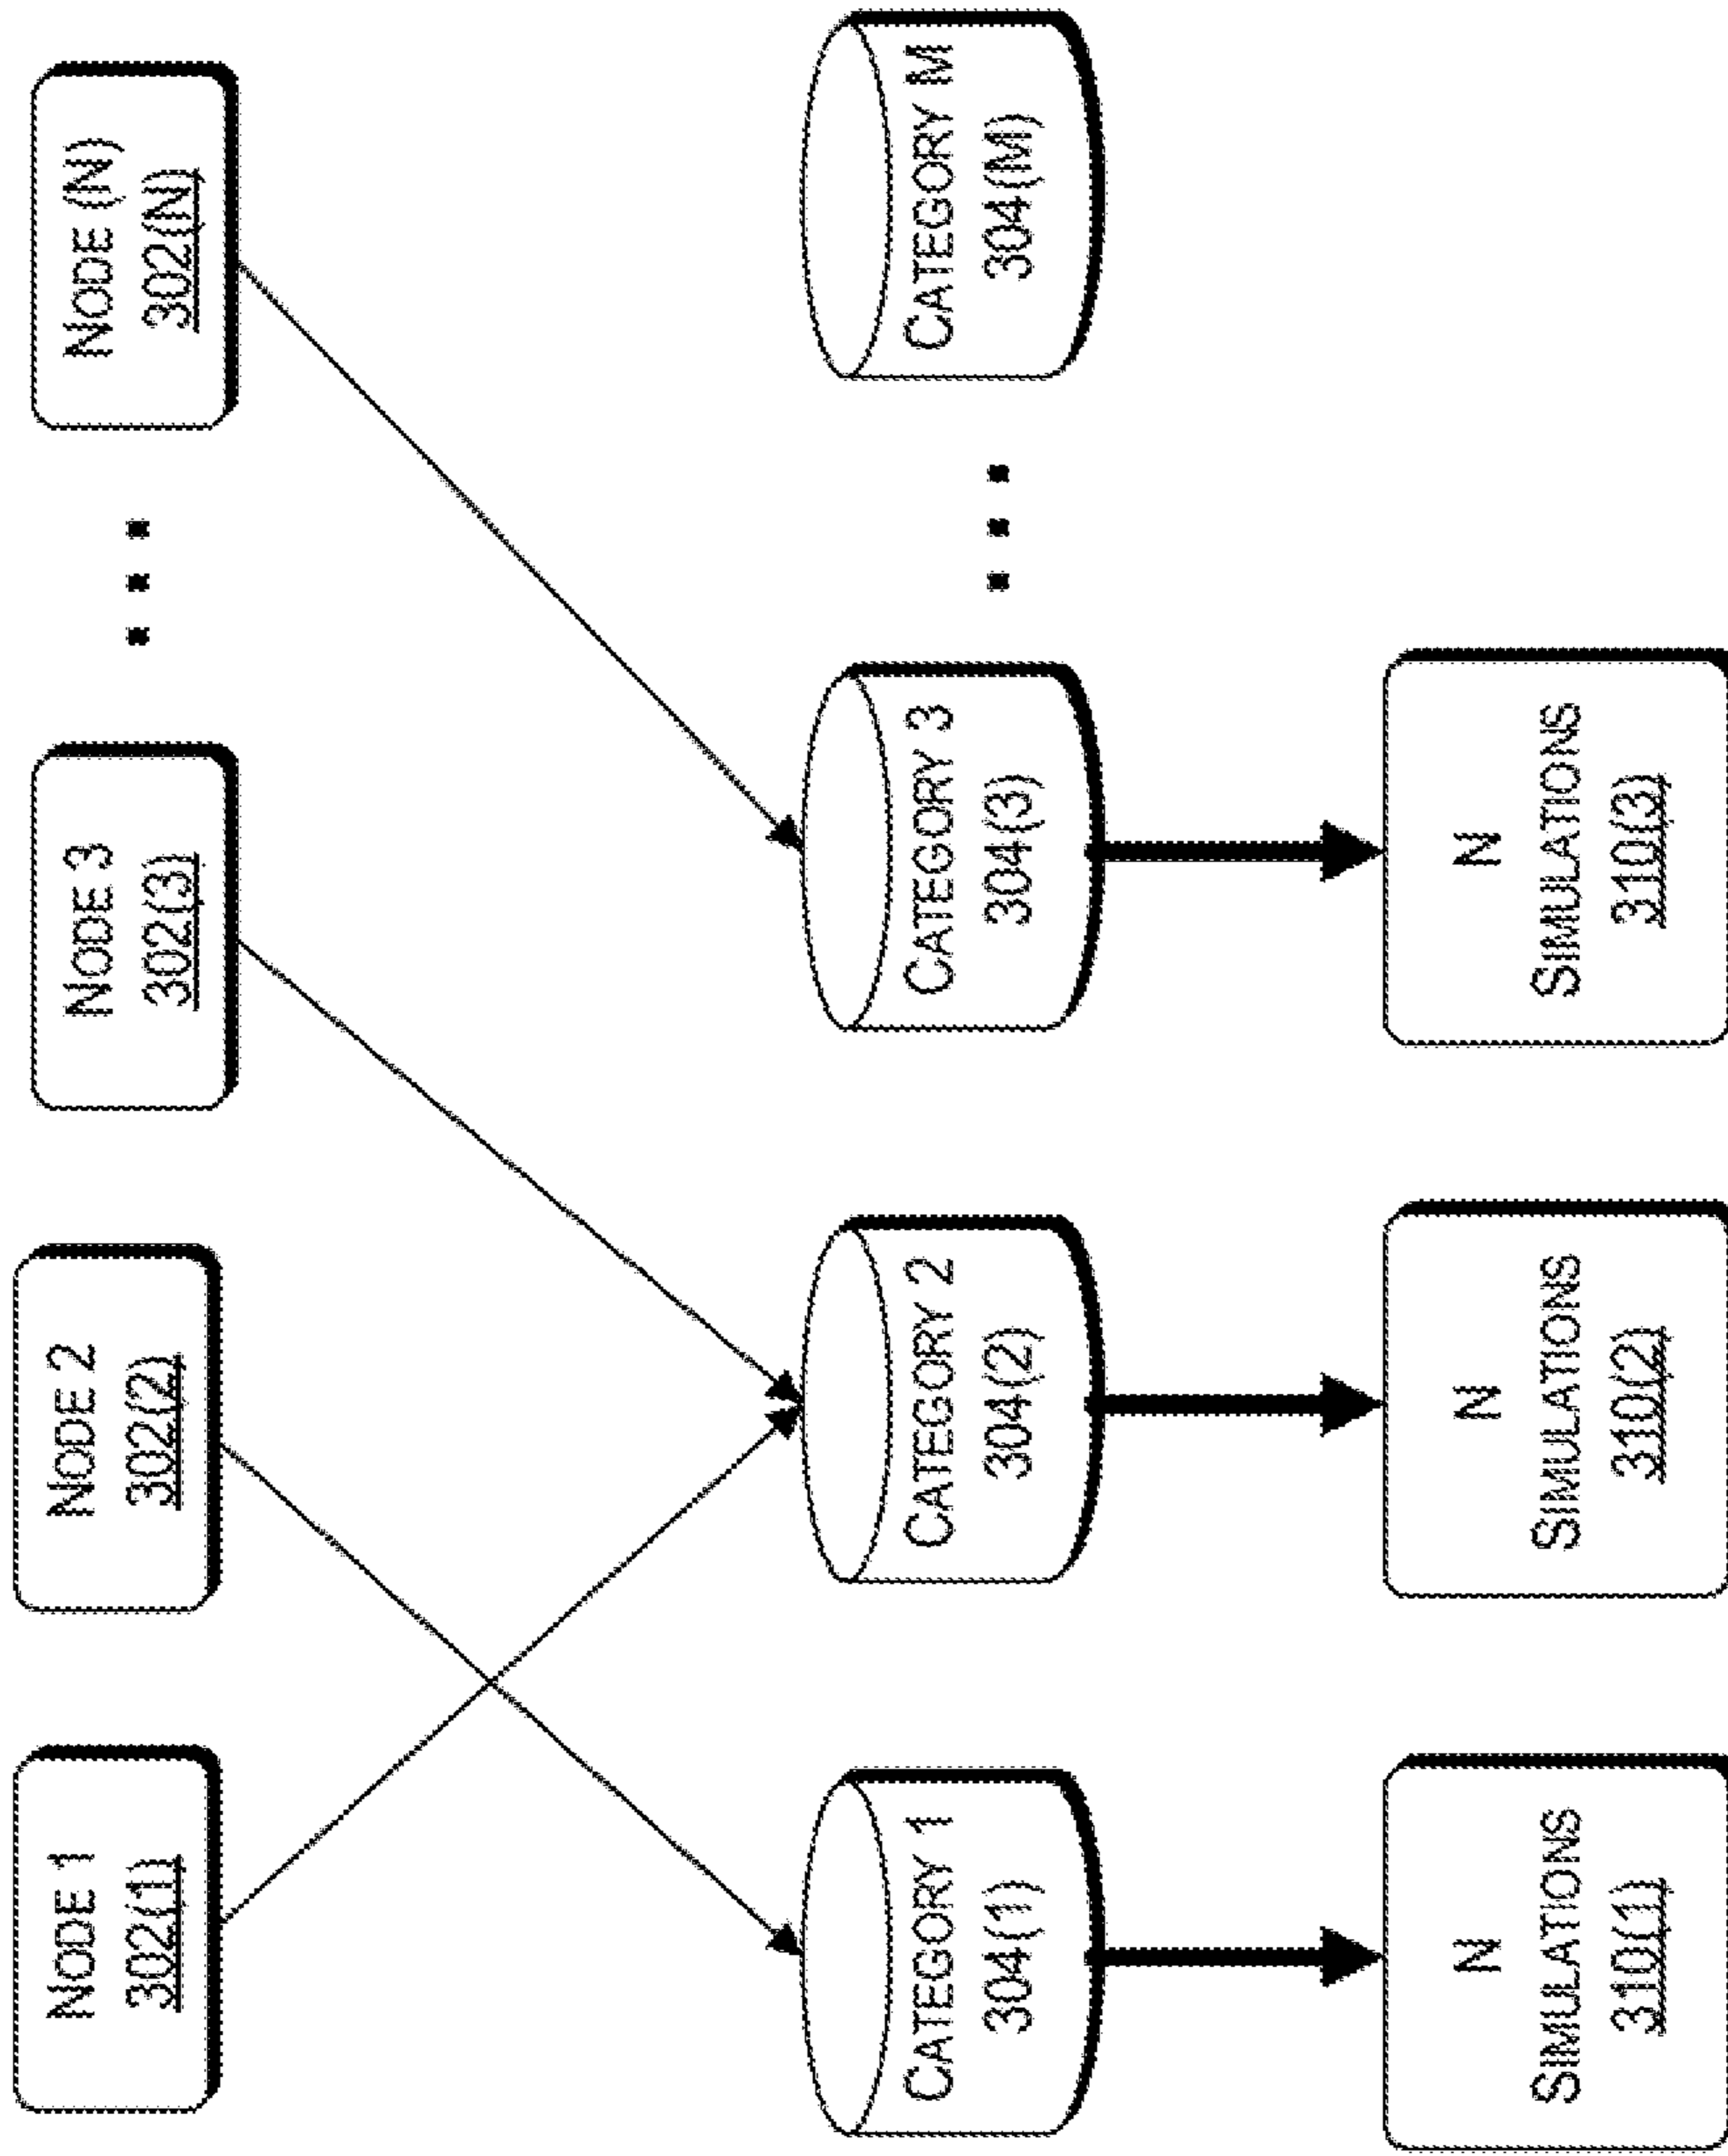 NODE 1
302(1)
NODE 2
302(2)
NODE 3
302(3)
NODE (N)
302(N)
CATEGORY 1
304(1)
CATEGORY 2
304(2)
CATEGORY 3
304(3)
CATEGORY M
304(M)
N
SIMULATIONS
310(1)
N
SIMULATIONS
310(2)
N
SIMULATIONS
310(3)